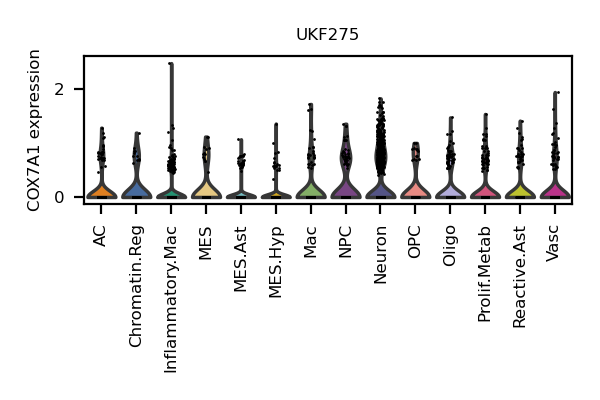 UKF275
COX7A1 expression
2
0
AC
Chromatin.Reg
Inflammatory.Mac
MES
MES.Ast
MES.Hyp
Mac
NPC
Neuron
OPC
Oligo
Prolif.Metab
Reactive.Ast
Vasc